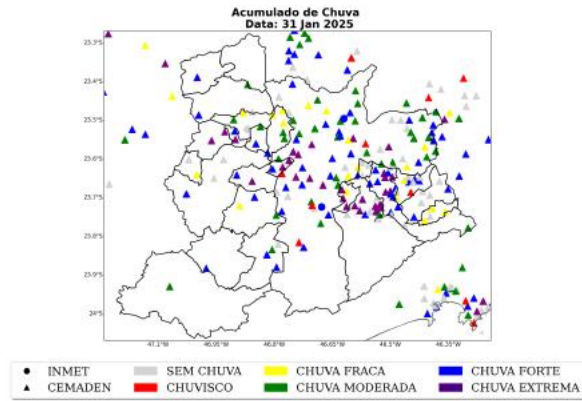 Acumulado de Chuva
Data: 31 Jan 2025
23.3°S
23.4°S
23.5°S
23.6°S
23.7°S
23.8°S
23.9°S
24°S
47.1°W
46.95°W
46.8°W
46.65°W
46.5°W
46.35°W
INMET
SEM CHUVA
CHUVA FRACA
CHUVA FORTE
CEMADEN
CHUVISCO
CHUVA MODERADA
CHUVA EXTREMA